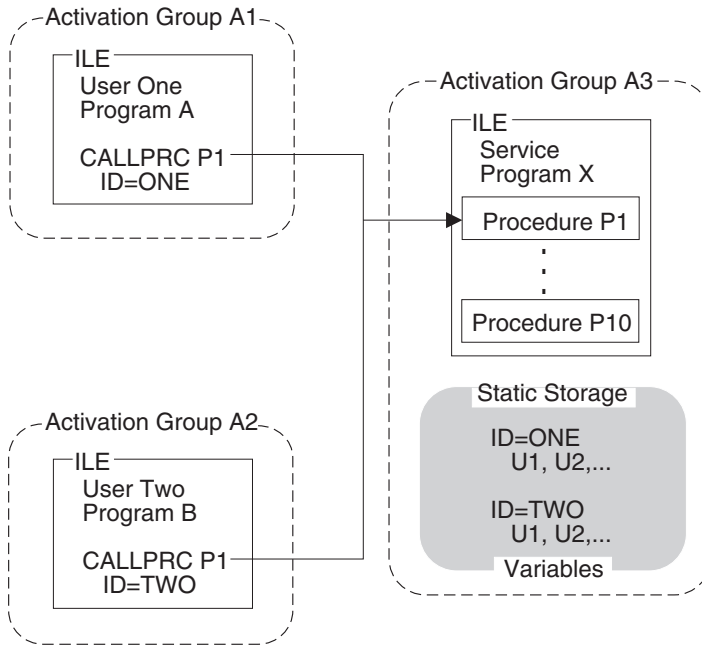 Activation Group A1
ILE
User One
Program A
CALLPRC P1
ID=ONE
Activation Group A2
ILE
User Two
Program B
CALLPRC P1
ID=TWO
Activation Group A3
ILE
Service
Program X
Procedure P1
Procedure P10
Static Storage
ID=ONE
U1, U2,...
ID=TWO
U1, U2,...
Variables